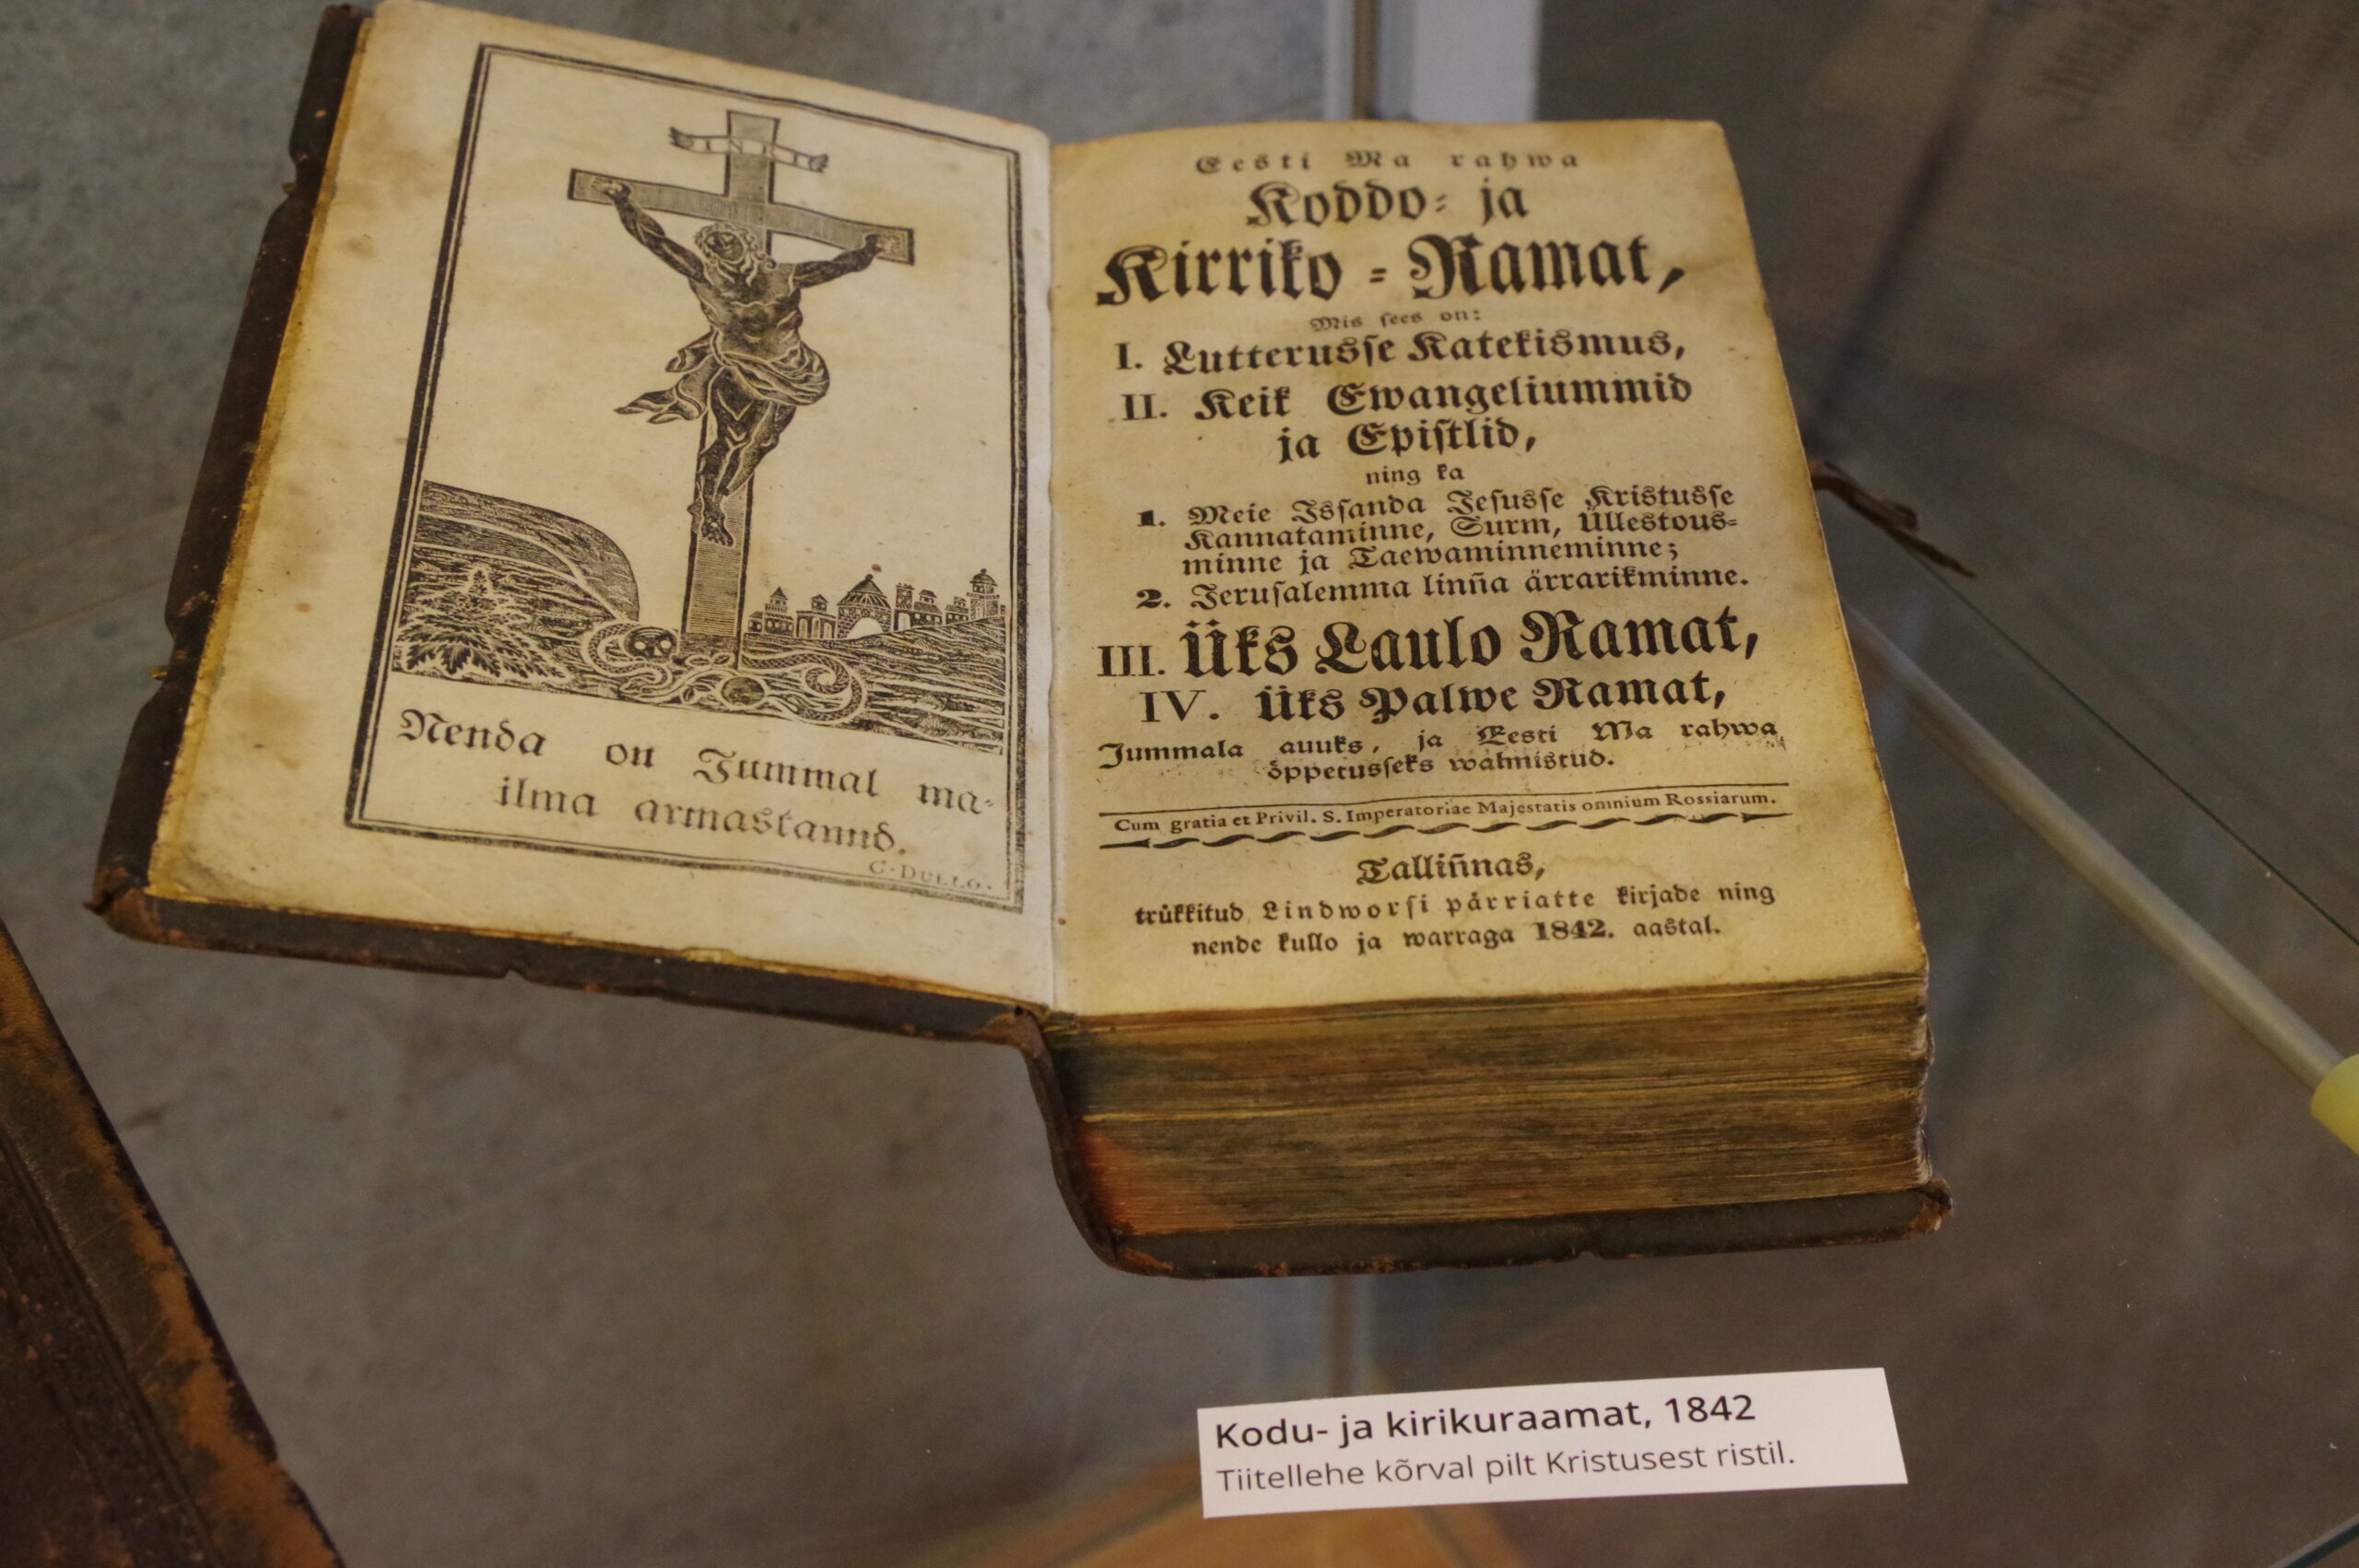 INRI
Nenda on Jummal ma-
ilma armastanud.
C. DULLO.
Eesti Ma rahwa
Koddo- ja
Kirriko-Ramat,
Mis sees on:
I. Lutterusse Katekismus,
II. Keik Ewangeliummid
ja Epistlid,
ning ka
1. Meie Issanda Jesusse Kristusse
Kannataminne, Surm, Üllestous-
minne ja Taewaminneminne;
2. Jerusalemma liñna ärrarikminne.
III. Üks Laulo Ramat,
IV. Üks Palwe Ramat,
Jummala auuks, ja Eesti Ma rahwa
öppetusseks walmistud.
Cum gratia et Privil. S. Imperatoriae Majestatis omnium Rossiarum.
Talliñnas,
trükkitud Lindworsi pärriatte kirjade ning
nende kullo ja warraga 1842. aastal.
Kodu- ja kirikuraamat, 1842
Tiitellehe kõrval pilt Kristusest ristil.